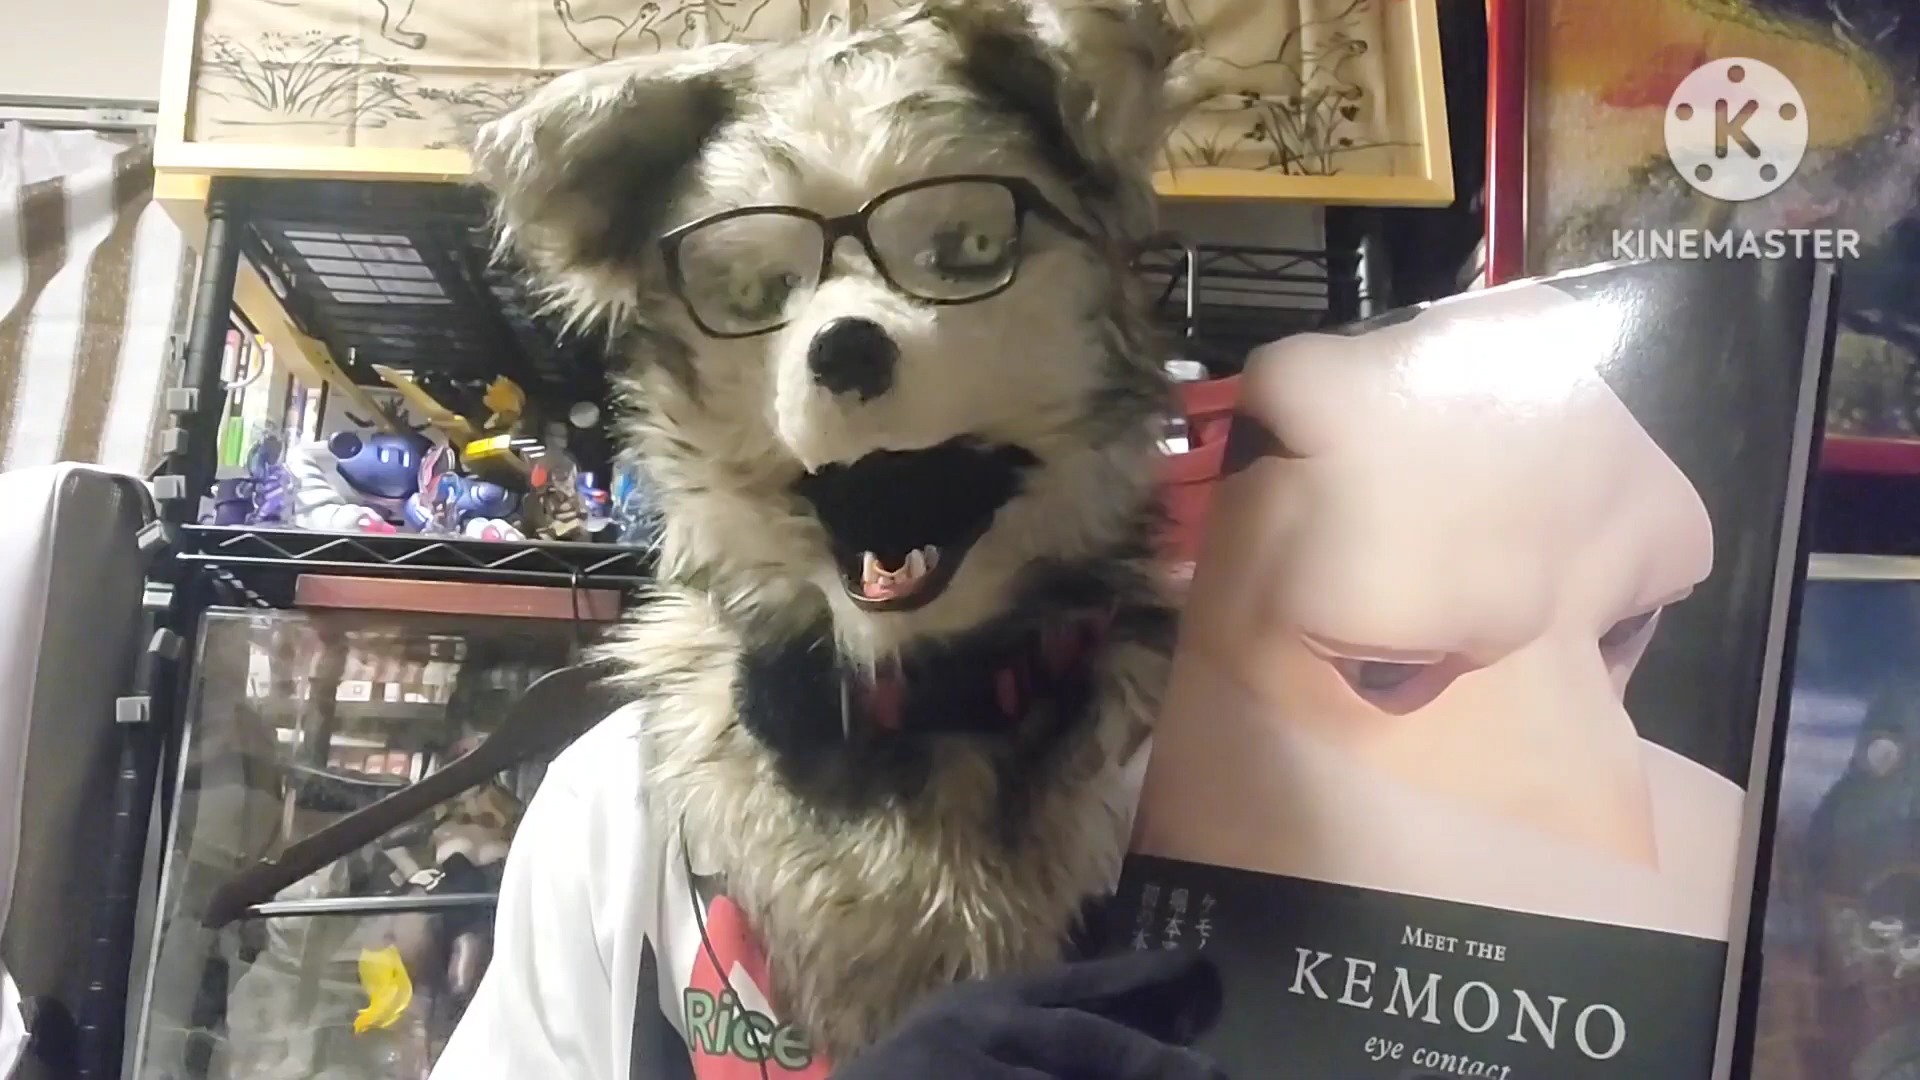 K
KINEMASTER
Rice
MEET THE
KEMONO
eye contact